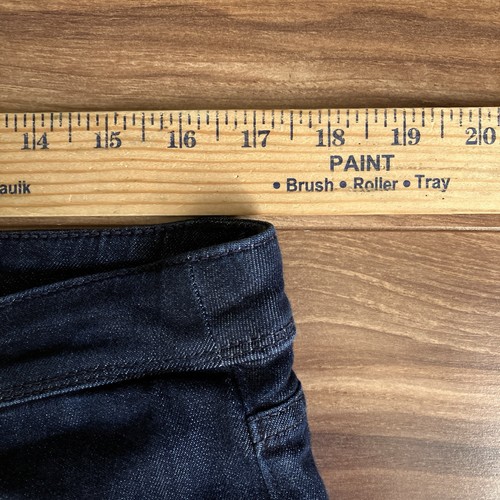 14 15 16 17 18 19 20
PAINT
auik • Brush • Roller • Tray